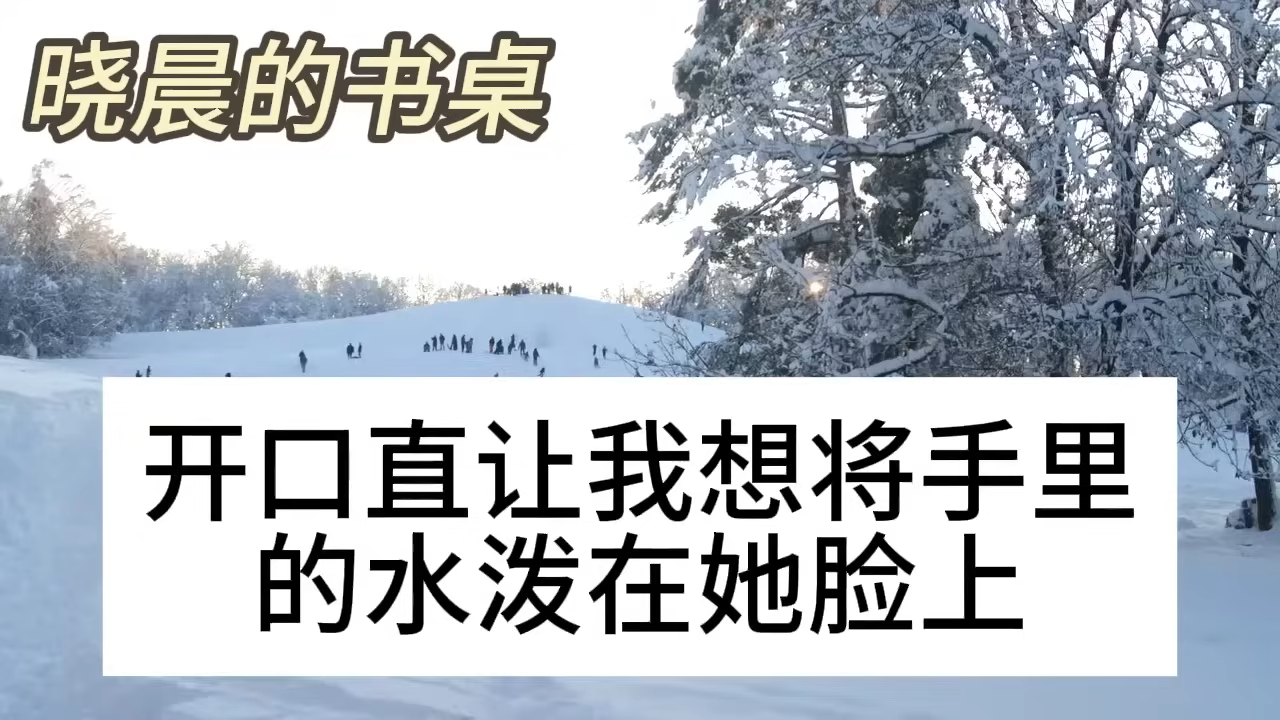 晓晨的书桌
开口直让我想将手里
的水泼在她脸上